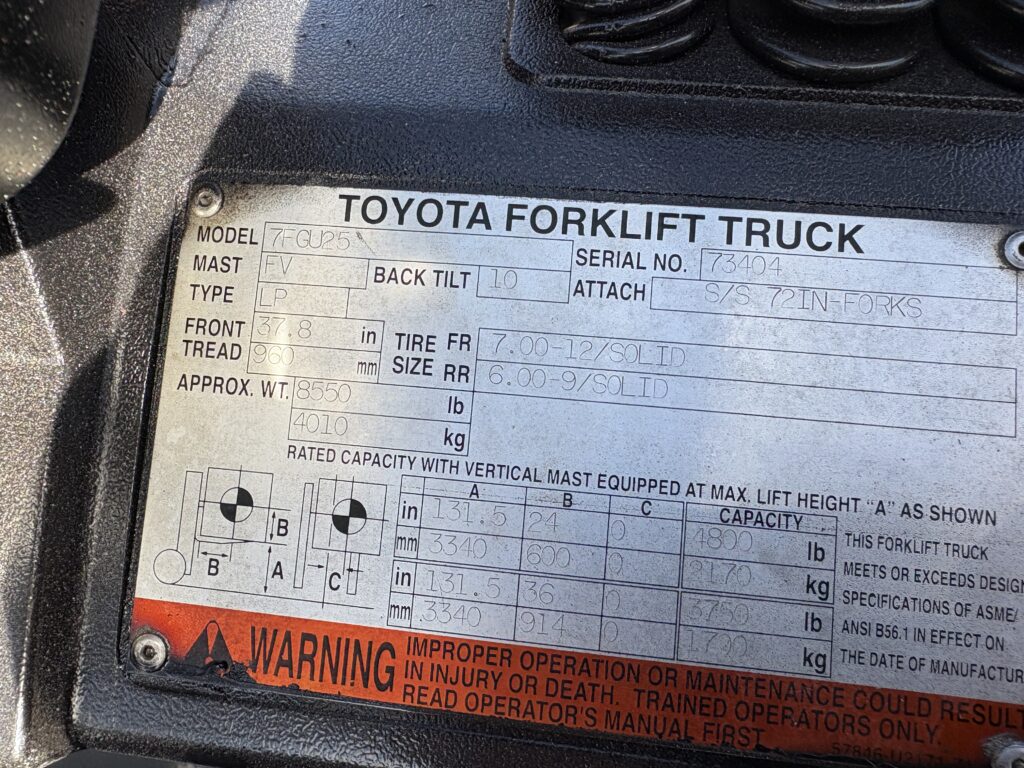 TOYOTA FORKLIFT TRUCK
MODEL 7FGU25 SERIAL NO. 73404
MAST FV BACK TILT 10 ATTACH S/S 72IN-FORKS
TYPE LP
FRONT TREAD 37.8 in TIRE SIZE FR 7.00-12/SOLID
960 mm RR 6.00-9/SOLID
APPROX. WT. 8550 lb
4010 kg
RATED CAPACITY WITH VERTICAL MAST EQUIPPED AT MAX. LIFT HEIGHT "A" AS SHOWN
A B C CAPACITY
in 131.5 24 0 4800 lb
mm 3340 600 0 2170 kg
in 131.5 36 0 3750 lb
mm 3340 914 0 1700 kg
B B A C
THIS FORKLIFT TRUCK
MEETS OR EXCEEDS DESIGN
SPECIFICATIONS OF ASME/
ANSI B56.1 IN EFFECT ON
THE DATE OF MANUFACTUR
WARNING IMPROPER OPERATION OR MAINTENANCE COULD RESULT
IN INJURY OR DEATH. TRAINED OPERATORS ONLY.
READ OPERATOR'S MANUAL FIRST